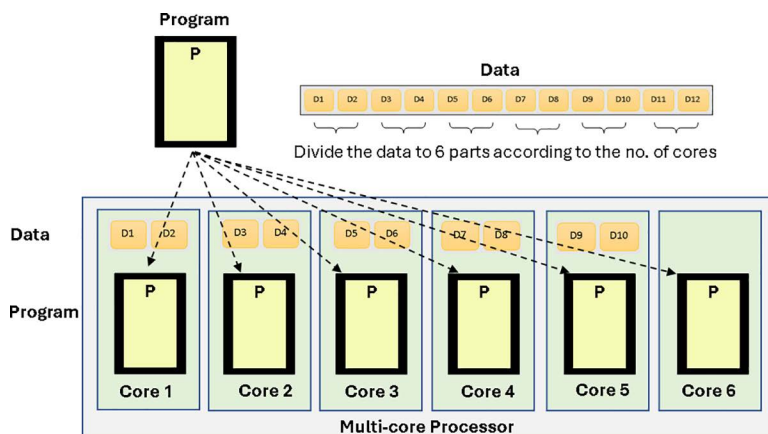 Program
P
Data
D1 D2 D3 D4 D5 D6 D7 D8 D9 D10 D11 D12
Divide the data to 6 parts according to the no. of cores
Data
D1 D2 D3 D4 D5 D6 D7 D8 D9 D10
Program
P P P P P P
Core 1 Core 2 Core 3 Core 4 Core 5 Core 6
Multi-core Processor